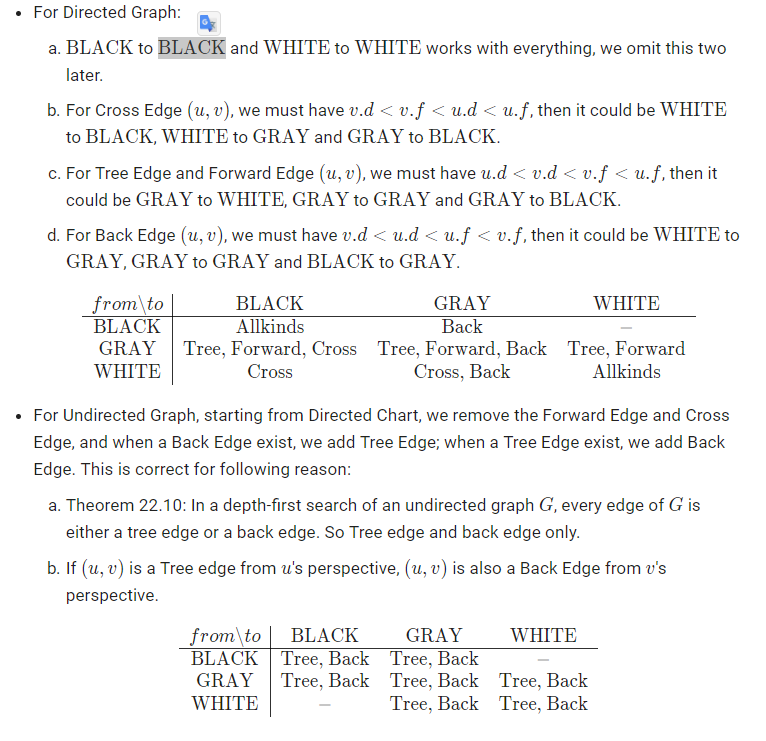 • For Directed Graph:
a. BLACK to BLACK and WHITE to WHITE works with everything, we omit this two
later.
b. For Cross Edge (u, v), we must have v.d < v.f < u.d < u.f, then it could be WHITE
to BLACK, WHITE to GRAY and GRAY to BLACK.
c. For Tree Edge and Forward Edge (u, v), we must have u.d < v.d < v.f < u.f, then it
could be GRAY to WHITE, GRAY to GRAY and GRAY to BLACK.
d. For Back Edge (u, v), we must have v.d < u.d < u.f < v.f, then it could be WHITE to
GRAY, GRAY to GRAY and BLACK to GRAY.
from\to BLACK GRAY WHITE
BLACK Allkinds Back –
GRAY Tree, Forward, Cross Tree, Forward, Back Tree, Forward
WHITE Cross Cross, Back Allkinds
• For Undirected Graph, starting from Directed Chart, we remove the Forward Edge and Cross
Edge, and when a Back Edge exist, we add Tree Edge; when a Tree Edge exist, we add Back
Edge. This is correct for following reason:
a. Theorem 22.10: In a depth-first search of an undirected graph G, every edge of G is
either a tree edge or a back edge. So Tree edge and back edge only.
b. If (u, v) is a Tree edge from u's perspective, (u, v) is also a Back Edge from v's
perspective.
from\to BLACK GRAY WHITE
BLACK Tree, Back Tree, Back –
GRAY Tree, Back Tree, Back Tree, Back
WHITE – Tree, Back Tree, Back